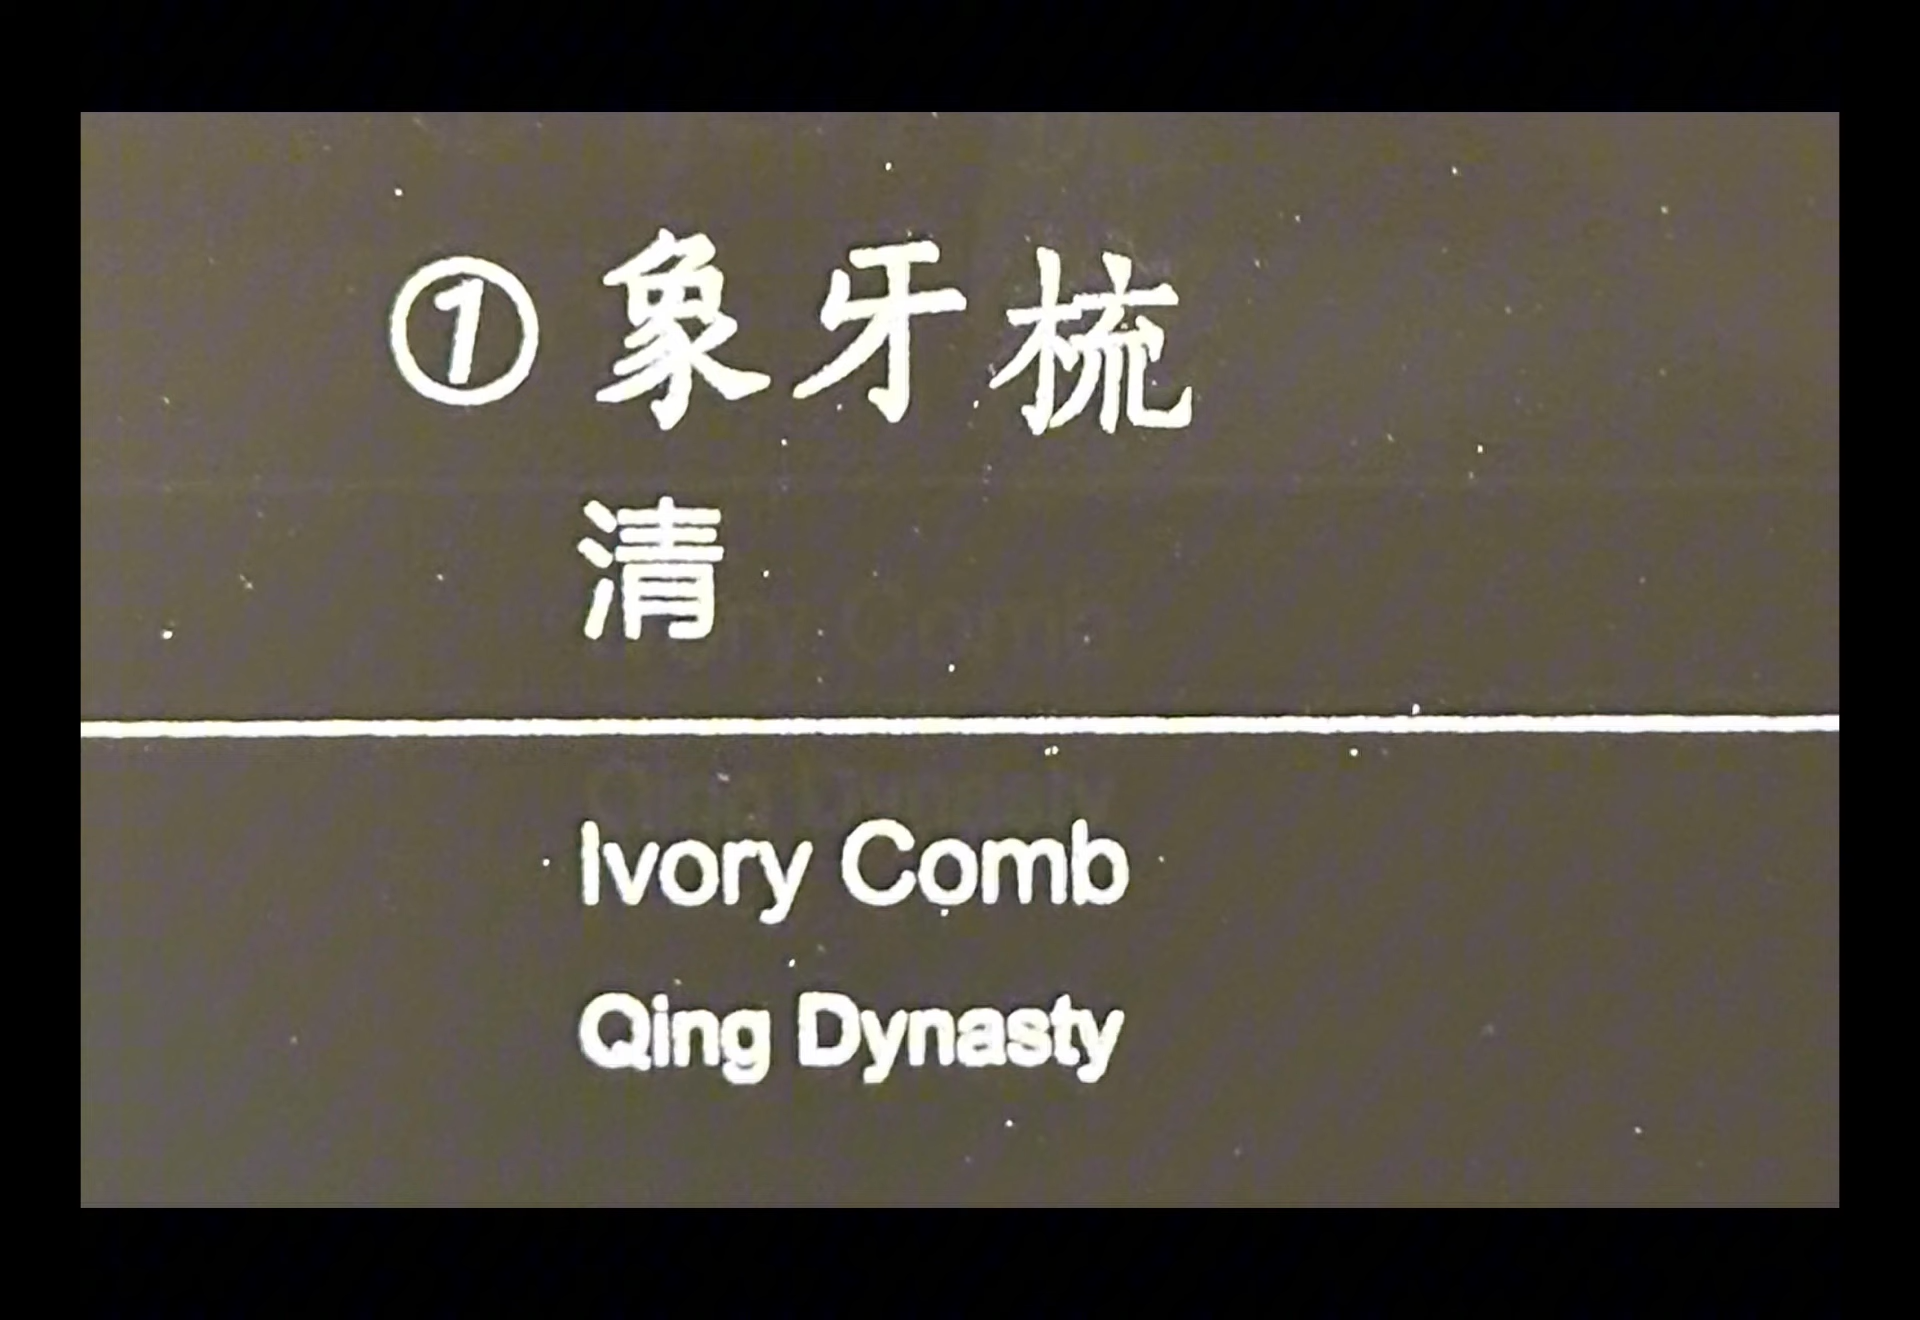 ① 象牙梳
清
Ivory Comb
Qing Dynasty